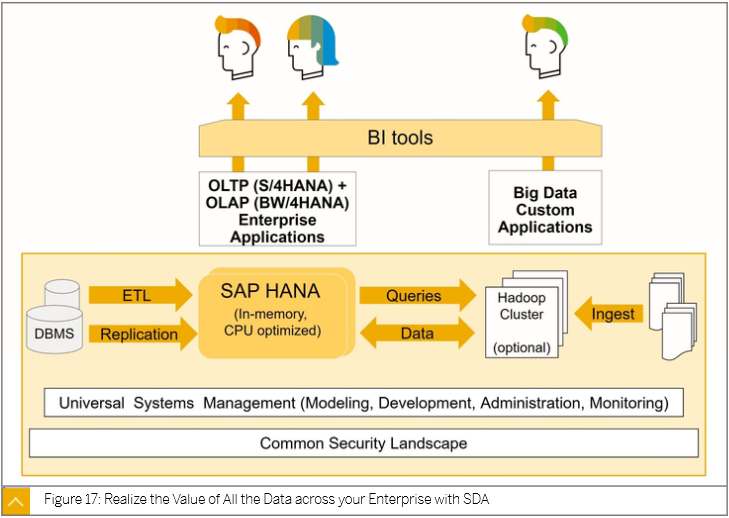 BI tools
OLTP (S/4HANA) +
OLAP (BW/4HANA)
Enterprise
Applications
Big Data
Custom
Applications
DBMS
ETL
Replication
SAP HANA
(In-memory,
CPU optimized)
Queries
Data
Hadoop
Cluster
(optional)
Ingest
Universal Systems Management (Modeling, Development, Administration, Monitoring)
Common Security Landscape
Figure 17: Realize the Value of All the Data across your Enterprise with SDA